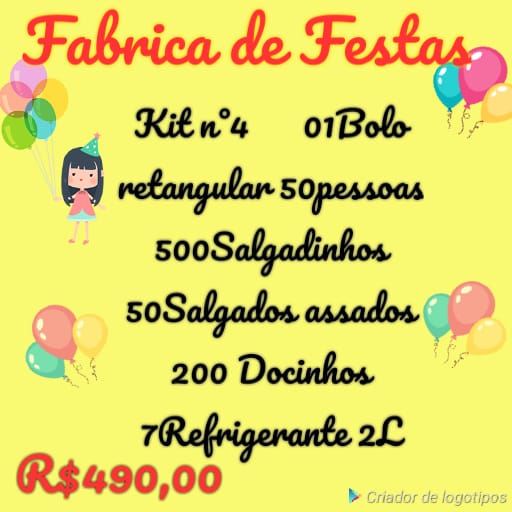 Fabrica de Festas
Kit n°4 01Bolo
retangular 50pessoas
500Salgadinhos
50Salgados assados
200 Docinhos
7Refrigerante 2L
R$490,00
Criador de logotipos